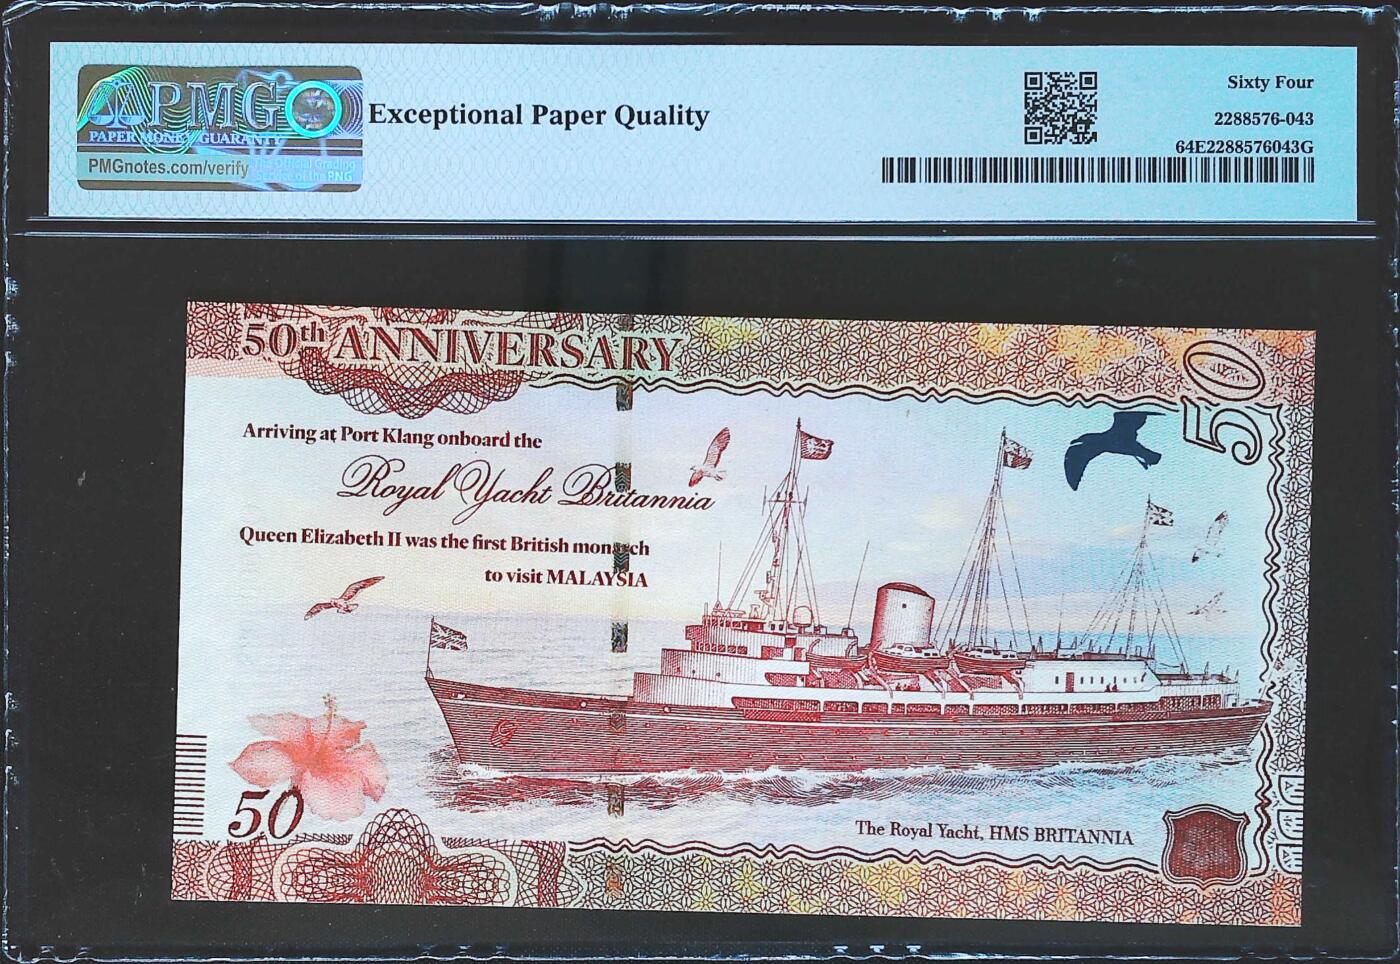 PMG
PAPER MONEY GUARANTY
PMGnotes.com/verify
The Official Grading
Service of the PNG
Exceptional Paper Quality
Sixty Four
2288576-043
64E2288576043G
50th ANNIVERSARY
50
Arriving at Port Klang onboard the
Royal Yacht Britannia
Queen Elizabeth II was the first British monarch
to visit MALAYSIA
50
The Royal Yacht, HMS BRITANNIA